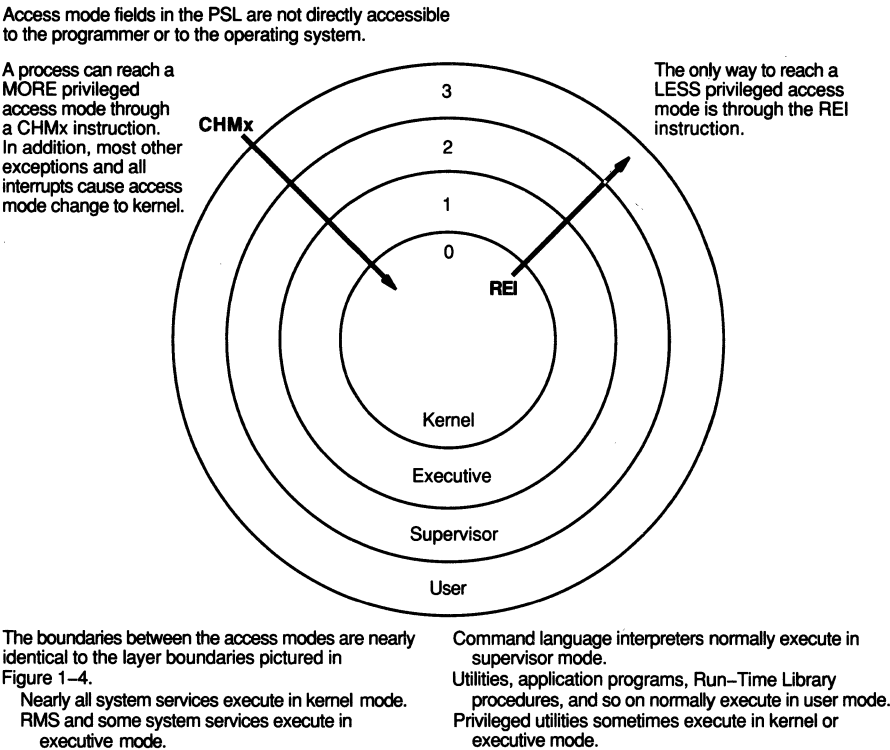 Access mode fields in the PSL are not directly accessible
to the programmer or to the operating system.
A process can reach a
MORE privileged
access mode through
a CHMx instruction.
In addition, most other
exceptions and all
interrupts cause access
mode change to kernel.
The only way to reach a
LESS privileged access
mode is through the REI
instruction.
CHMx
3
2
1
0
REI
Kernel
Executive
Supervisor
User
The boundaries between the access modes are nearly
identical to the layer boundaries pictured in
Figure 1–4.
Nearly all system services execute in kernel mode.
RMS and some system services execute in
executive mode.
Command language interpreters normally execute in
supervisor mode.
Utilities, application programs, Run–Time Library
procedures, and so on normally execute in user mode.
Privileged utilities sometimes execute in kernel or
executive mode.